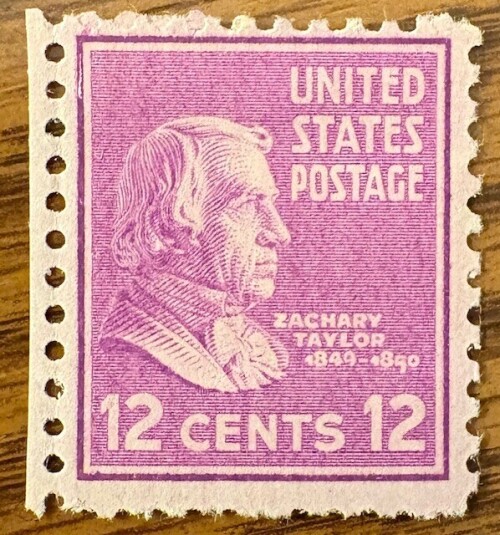 UNITED
STATES
POSTAGE
ZACHARY
TAYLOR
1849-1850
12 CENTS 12